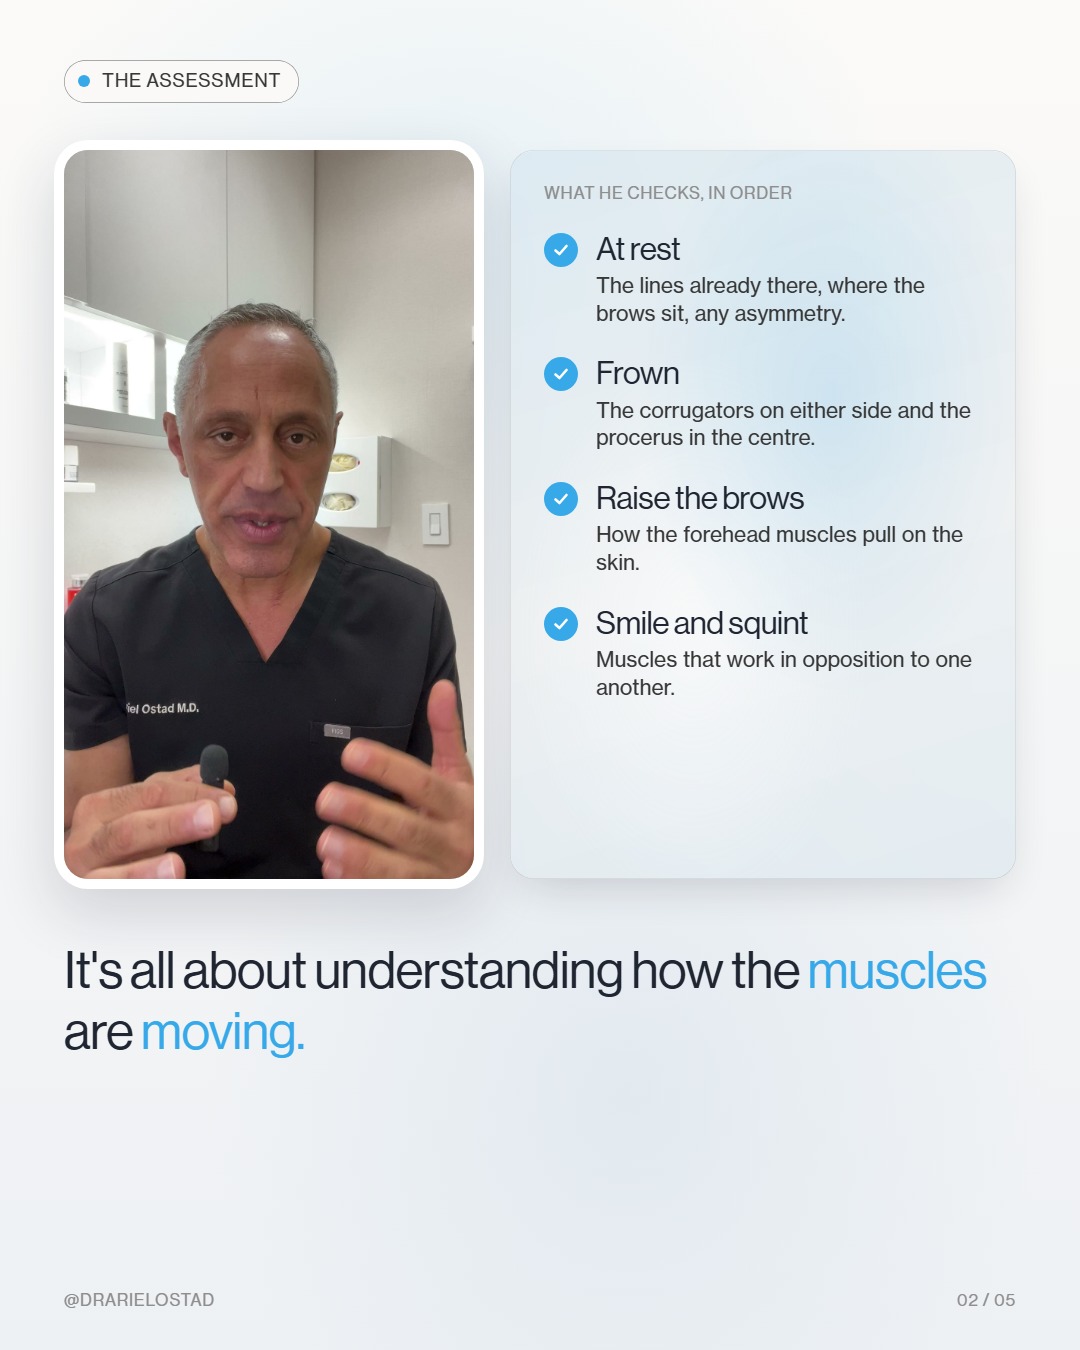 THE ASSESSMENT
iel Ostad M.D.
WHAT HE CHECKS, IN ORDER
At rest
The lines already there, where the
brows sit, any asymmetry.
Frown
The corrugators on either side and the
procerus in the centre.
Raise the brows
How the forehead muscles pull on the
skin.
Smile and squint
Muscles that work in opposition to one
another.
It's all about understanding how the muscles
are moving.
@DRARIELOSTAD
02 / 05